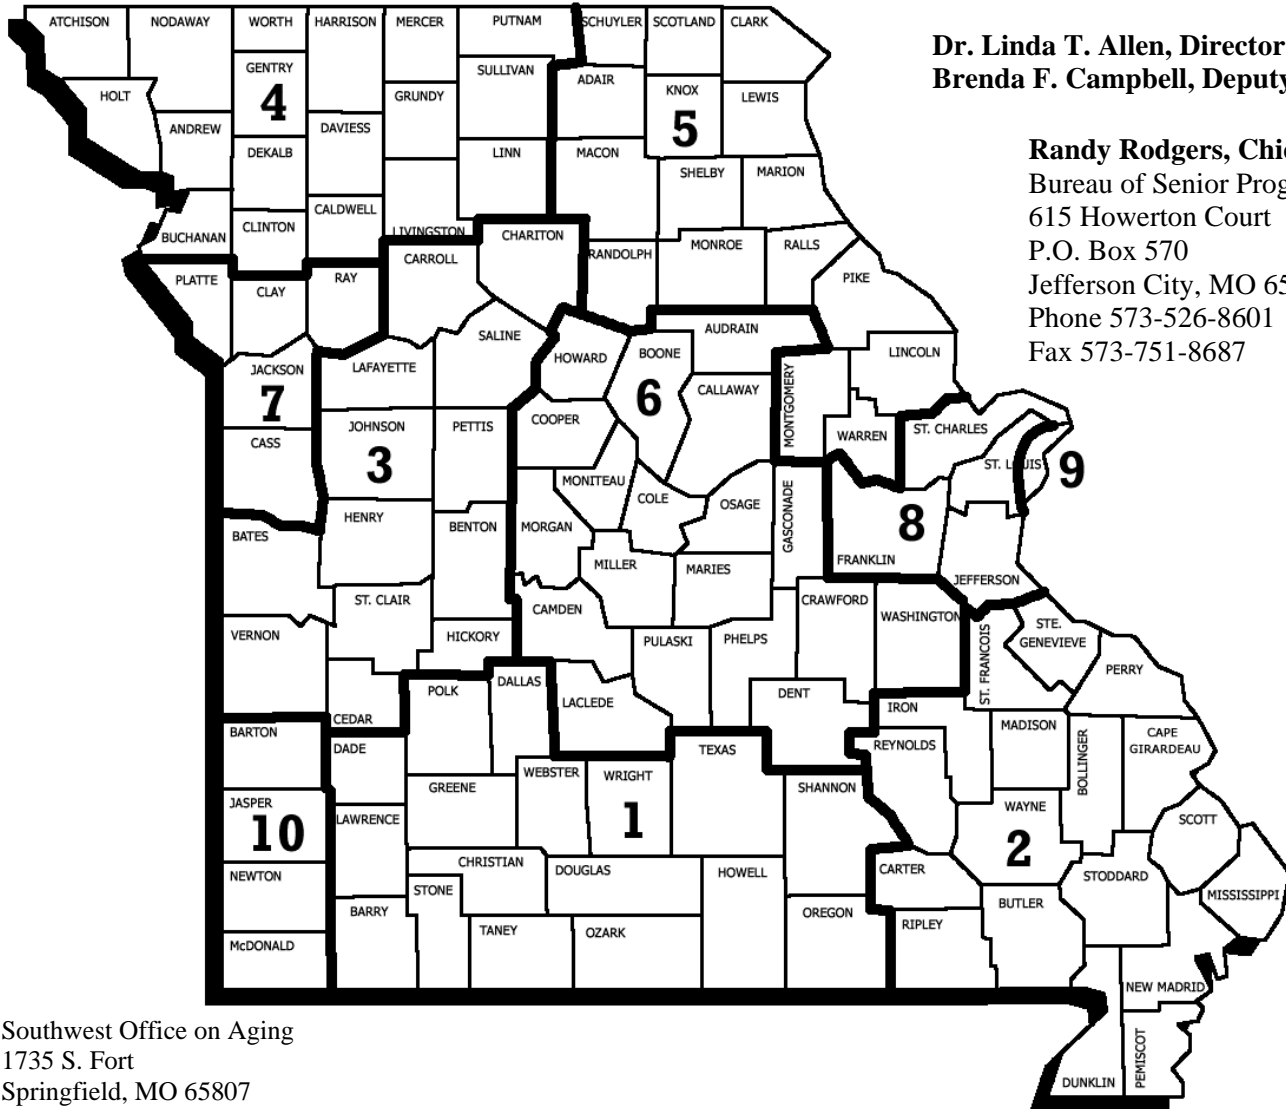 Dr. Linda T. Allen, Director
Brenda F. Campbell, Deputy
Randy Rodgers, Chie
Bureau of Senior Prog
615 Howerton Court
P.O. Box 570
Jefferson City, MO 65
Phone 573-526-8601
Fax 573-751-8687
ATCHISON
NODAWAY
WORTH
HARRISON
MERCER
PUTNAM
SCHUYLER
SCOTLAND
CLARK
GENTRY
4
SULLIVAN
ADAIR
KNOX
5
HOLT
GRUNDY
LEWIS
ANDREW
DAVIESS
DEKALB
LINN
MACON
SHELBY
MARION
CALDWELL
CLINTON
BUCHANAN
LIVINGSTON
CHARITON
RANDOLPH
MONROE
RALLS
PLATTE
CLAY
RAY
CARROLL
PIKE
SALINE
AUDRAIN
HOWARD
BOONE
6
LINCOLN
JACKSON
7
LAFAYETTE
CALLAWAY
MONTGOMERY
CASS
JOHNSON
3
PETTIS
COOPER
WARREN
ST. CHARLES
ST. LOUIS
9
MONITEAU
COLE
OSAGE
GASCONADE
HENRY
BENTON
MORGAN
8
FRANKLIN
BATES
MILLER
MARIES
JEFFERSON
ST. CLAIR
CAMDEN
CRAWFORD
WASHINGTON
STE.
GENEVIEVE
VERNON
HICKORY
PULASKI
PHELPS
ST. FRANCOIS
PERRY
CEDAR
POLK
DALLAS
LACLEDE
DENT
IRON
MADISON
BOLLINGER
CAPE
GIRARDEAU
BARTON
DADE
TEXAS
REYNOLDS
GREENE
WEBSTER
WRIGHT
1
SHANNON
JASPER
10
LAWRENCE
WAYNE
2
SCOTT
NEWTON
CHRISTIAN
DOUGLAS
HOWELL
CARTER
STODDARD
STONE
MISSISSIPPI
BARRY
OREGON
BUTLER
TANEY
OZARK
RIPLEY
McDONALD
NEW MADRID
DUNKLIN
PEMISCOT
Southwest Office on Aging
1735 S. Fort
Springfield, MO 65807